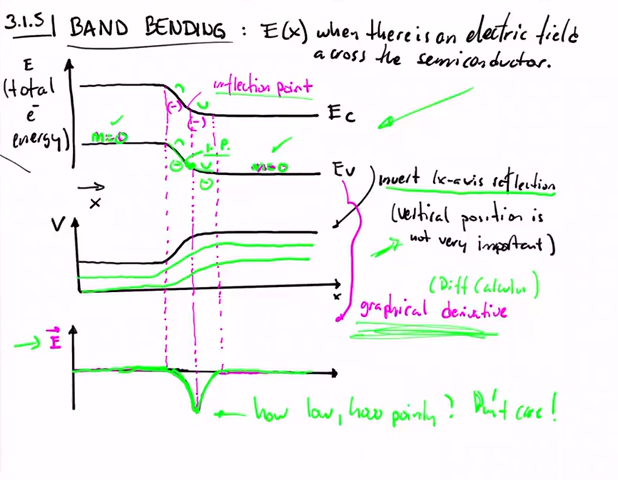 3.1.5 | BAND BENDING : E(x) when there is an electric field
across the semiconductor.
E
(total
e⁻
energy)
inflection point
(-)
(-)
Ec
m=0
I.P.
m=0
Ev
(-)
(-)
x
invert /x-axis reflection
(vertical position is
not very important)
V
x
(Diff Calculus)
graphical derivative
E
how low, how pointy? Don't care!